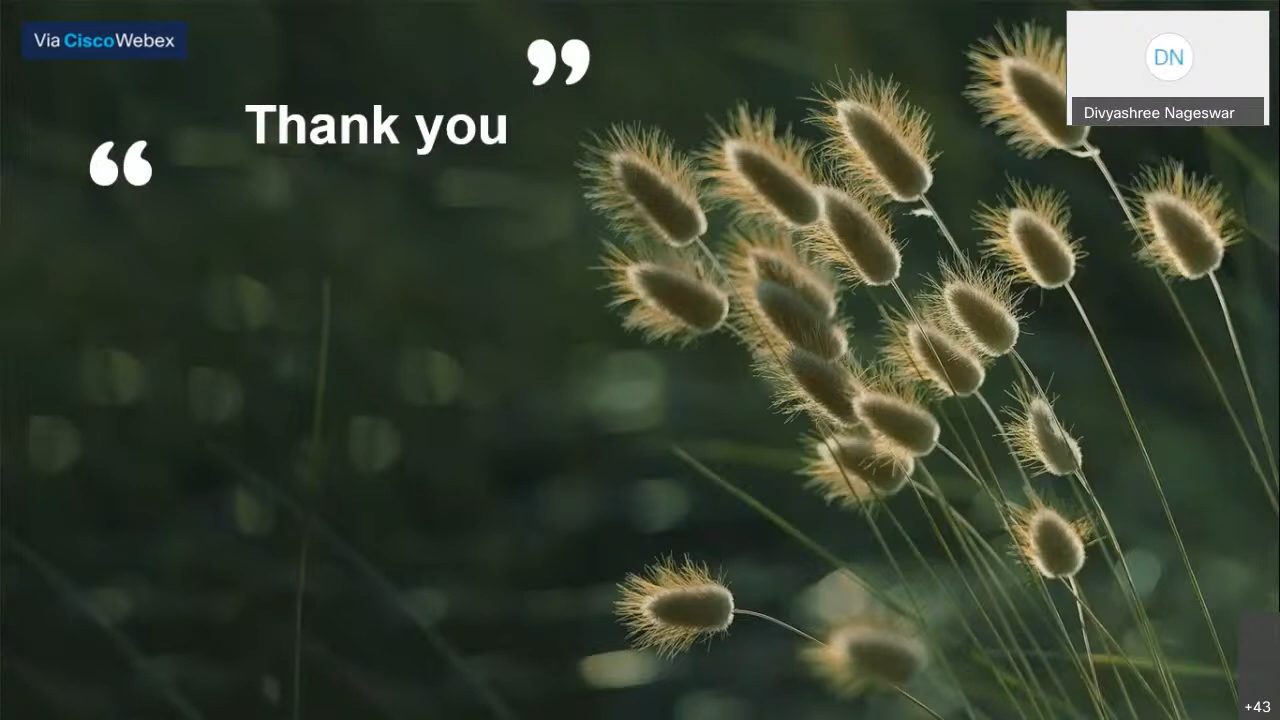 Via CiscoWebex
DN
Divyashree Nageswar
”
Thank you
“
+43